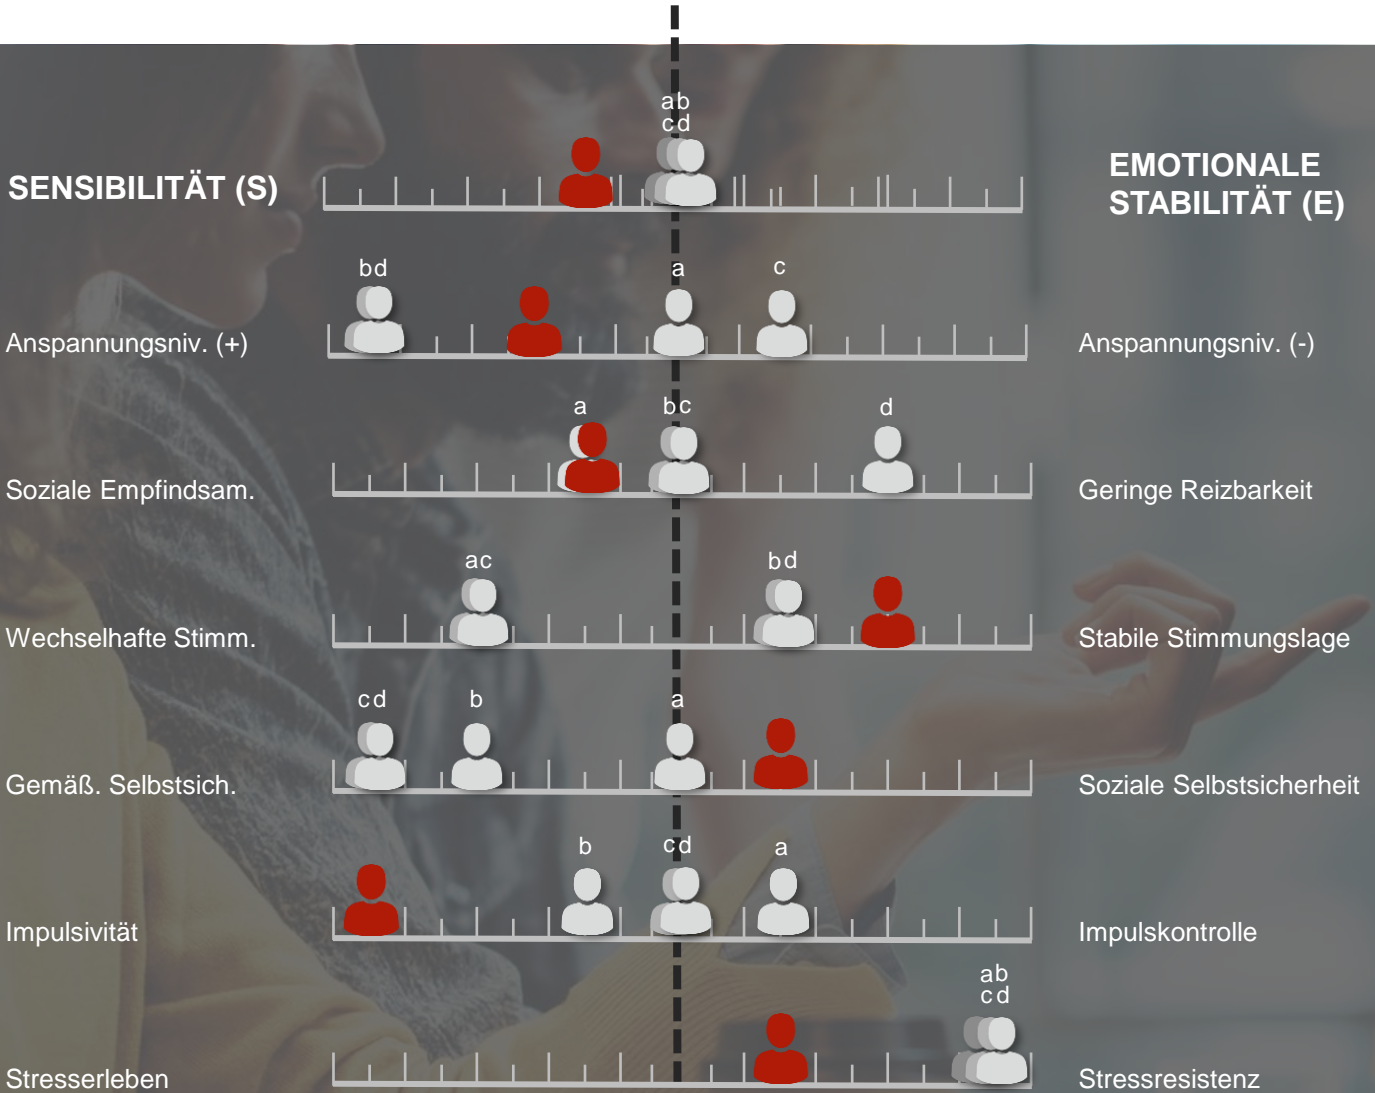 ab
cd
SENSIBILITÄT (S)
EMOTIONALE
STABILITÄT (E)
bd
a
c
Anspannungsniv. (+)
Anspannungsniv. (-)
a
bc
d
Soziale Empfindsam.
Geringe Reizbarkeit
ac
bd
Wechselhafte Stimm.
Stabile Stimmungslage
cd
b
a
Gemäß. Selbstsich.
Soziale Selbstsicherheit
b
cd
a
Impulsivität
Impulskontrolle
ab
cd
Stresserleben
Stressresistenz